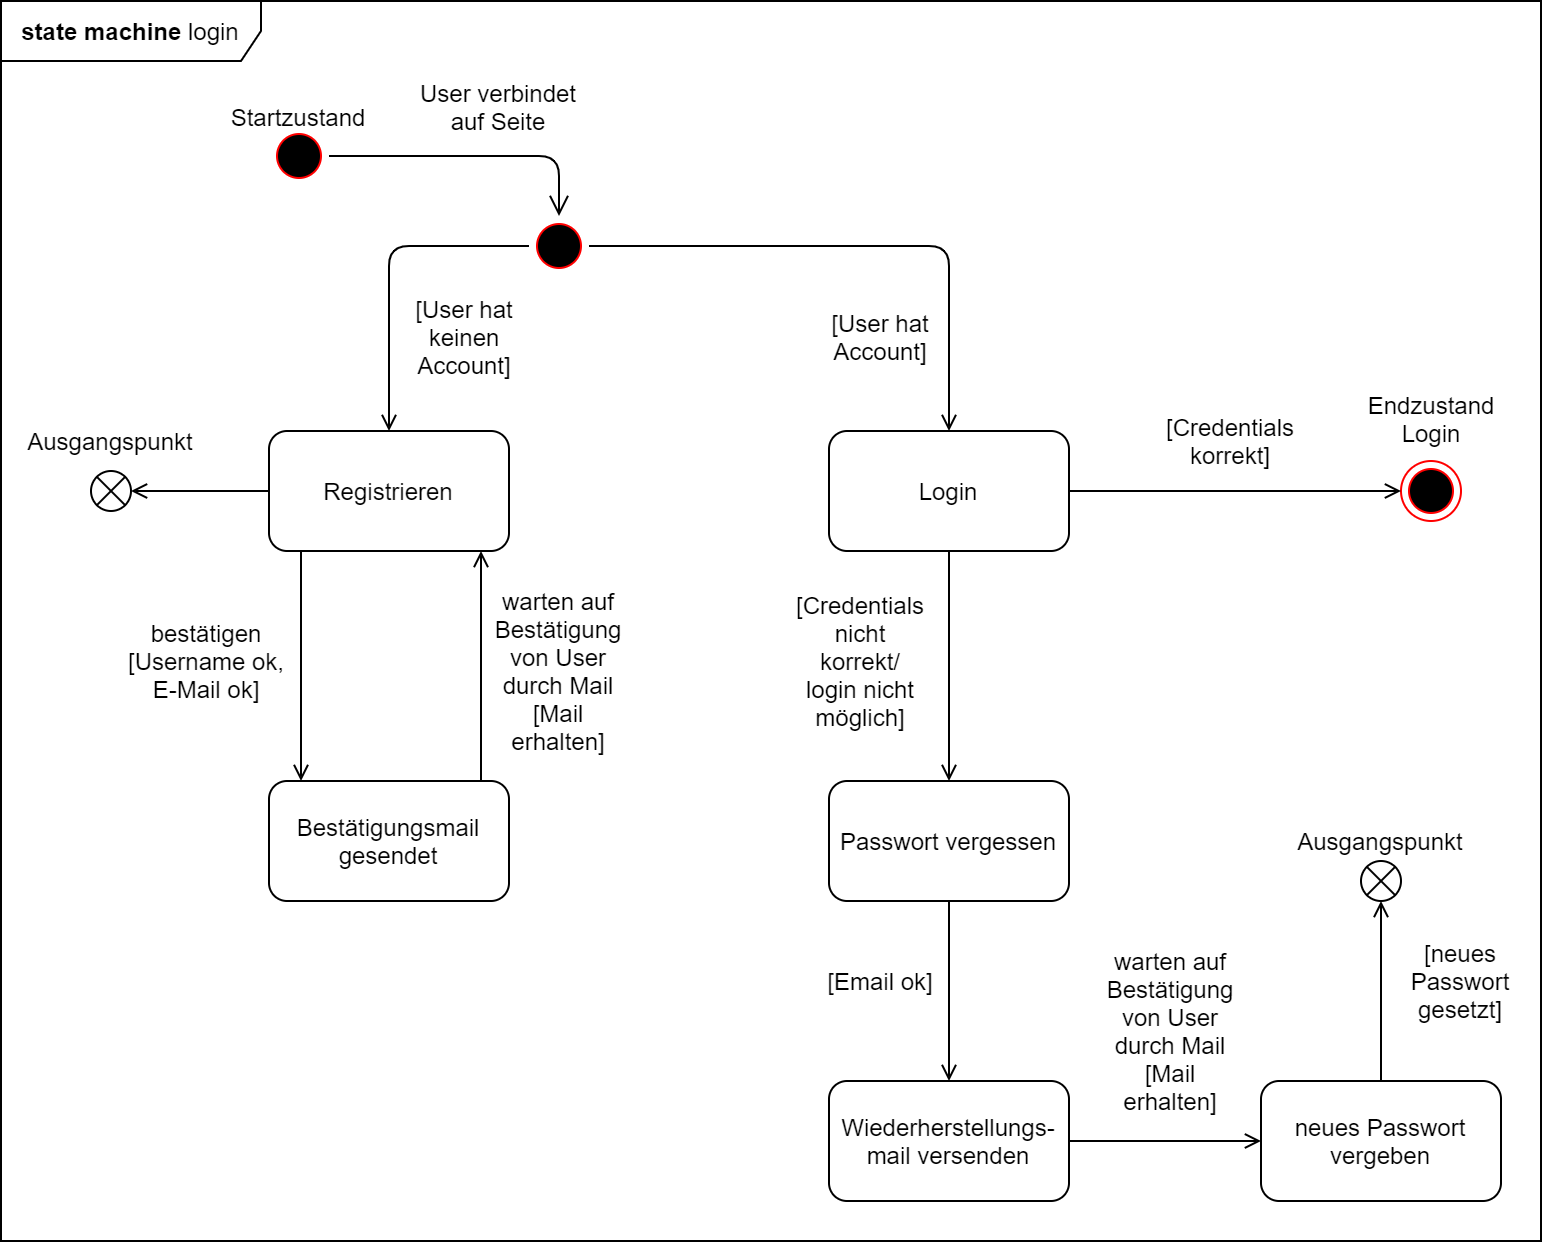 state machine login
Startzustand
User verbindet
auf Seite
[User hat
keinen
Account]
[User hat
Account]
Ausgangspunkt
Registrieren
Login
[Credentials
korrekt]
Endzustand
Login
bestätigen
[Username ok,
E-Mail ok]
warten auf
Bestätigung
von User
durch Mail
[Mail
erhalten]
[Credentials
nicht
korrekt/
login nicht
möglich]
Bestätigungsmail
gesendet
Passwort vergessen
Ausgangspunkt
[Email ok]
warten auf
Bestätigung
von User
durch Mail
[Mail
erhalten]
[neues
Passwort
gesetzt]
Wiederherstellungs-
mail versenden
neues Passwort
vergeben